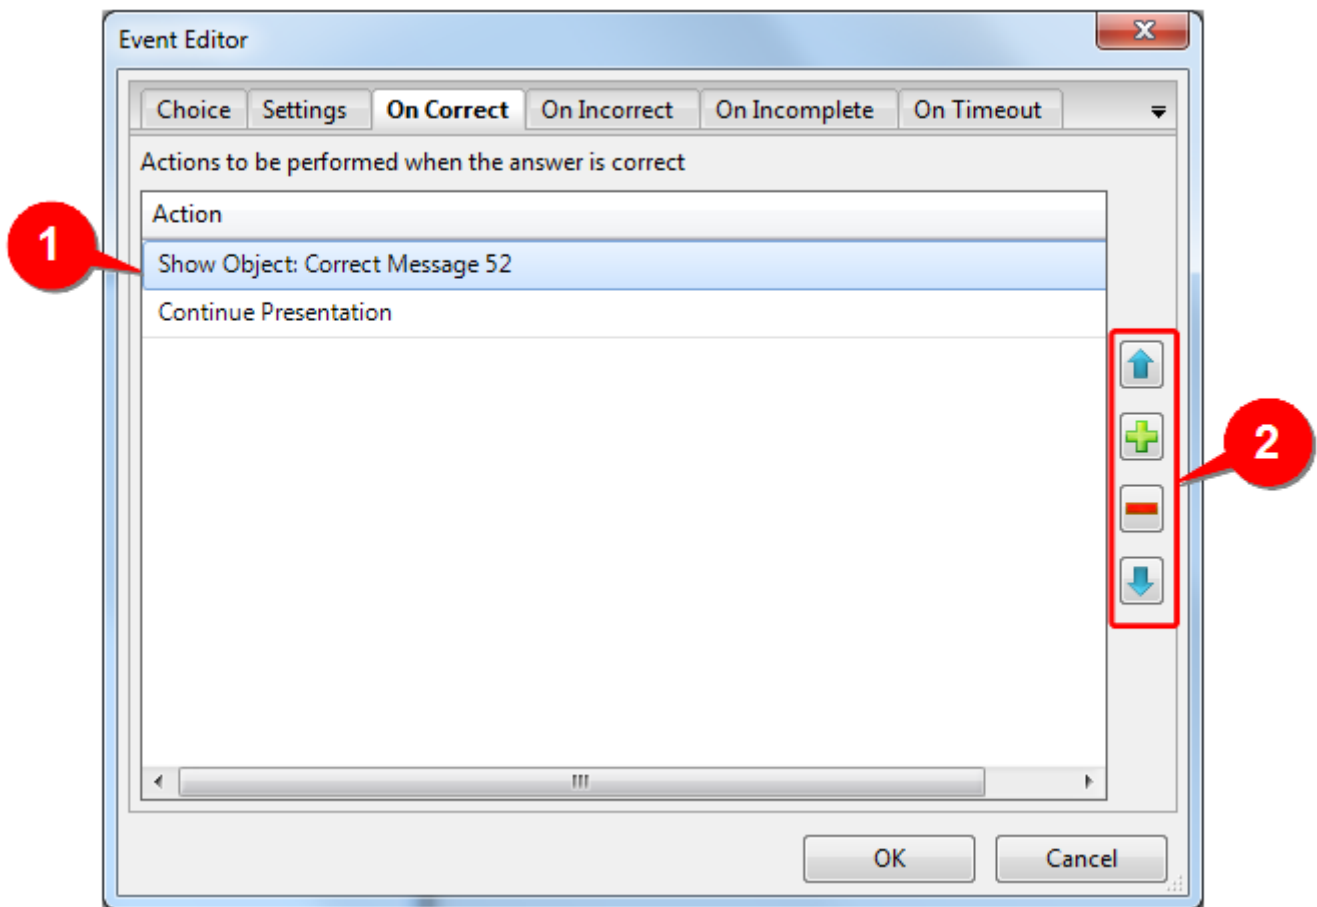 Event Editor
Choice Settings On Correct On Incorrect On Incomplete On Timeout
Actions to be performed when the answer is correct
Action
1
Show Object: Correct Message 52
Continue Presentation
2
OK Cancel